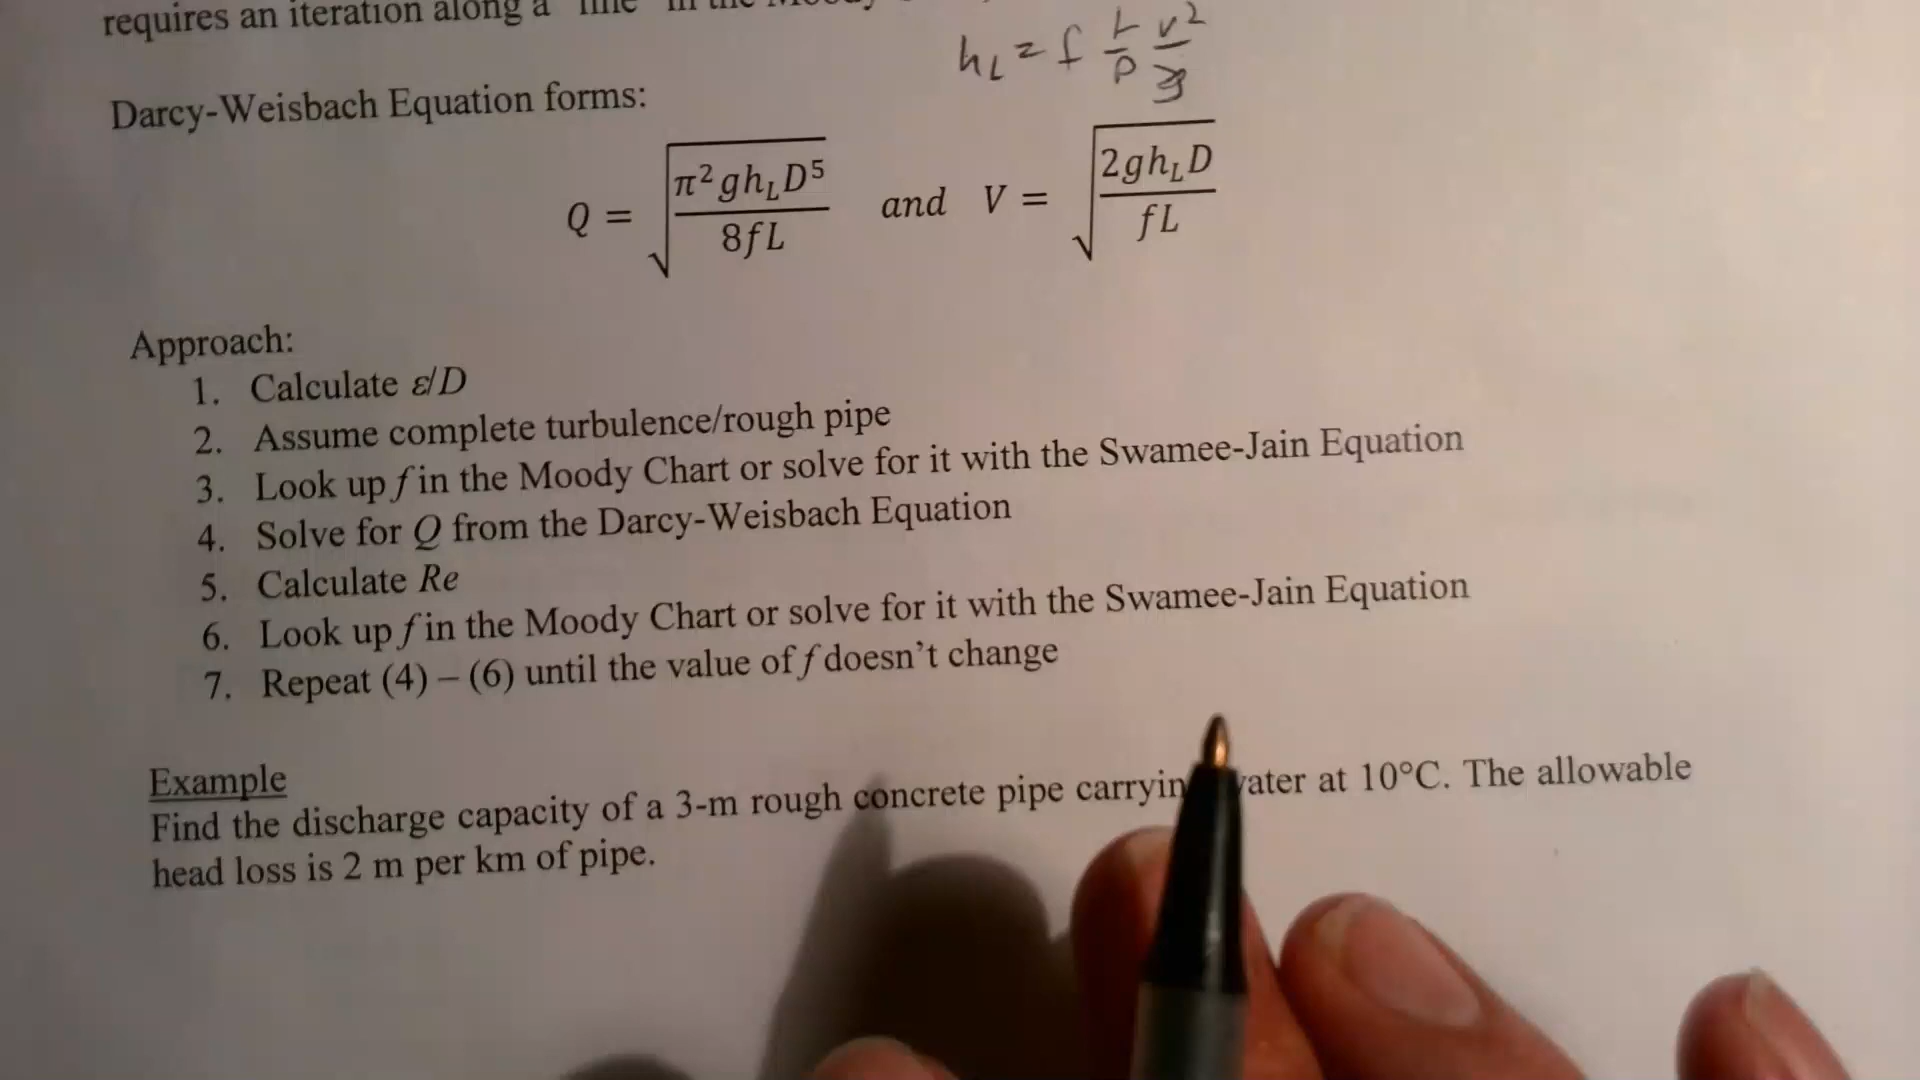 requires an iteration along a "line" in the Moody
h_L = f L/D V²/2g
Darcy-Weisbach Equation forms:
Q = √(π²gh_LD⁵/8fL) and V = √(2gh_LD/fL)
Approach:
1. Calculate ε/D
2. Assume complete turbulence/rough pipe
3. Look up f in the Moody Chart or solve for it with the Swamee-Jain Equation
4. Solve for Q from the Darcy-Weisbach Equation
5. Calculate Re
6. Look up f in the Moody Chart or solve for it with the Swamee-Jain Equation
7. Repeat (4) – (6) until the value of f doesn't change
Example
Find the discharge capacity of a 3-m rough concrete pipe carryin ater at 10°C. The allowable
head loss is 2 m per km of pipe.